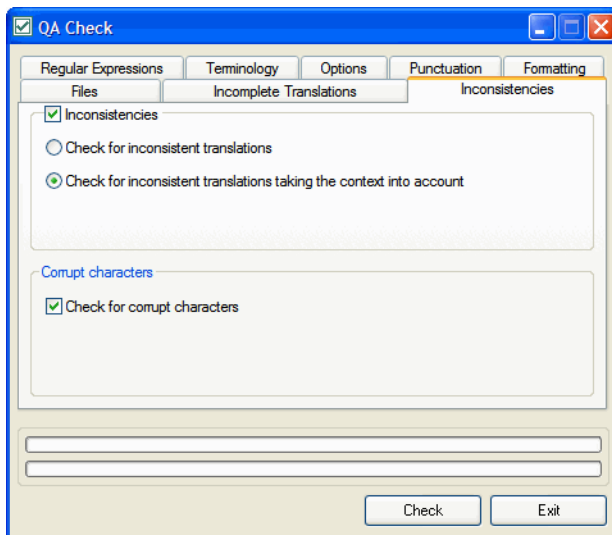 QA Check
Regular Expressions Terminology Options Punctuation Formatting
Files Incomplete Translations Inconsistencies
Inconsistencies
Check for inconsistent translations
Check for inconsistent translations taking the context into account
Corrupt characters
Check for corrupt characters
Check Exit